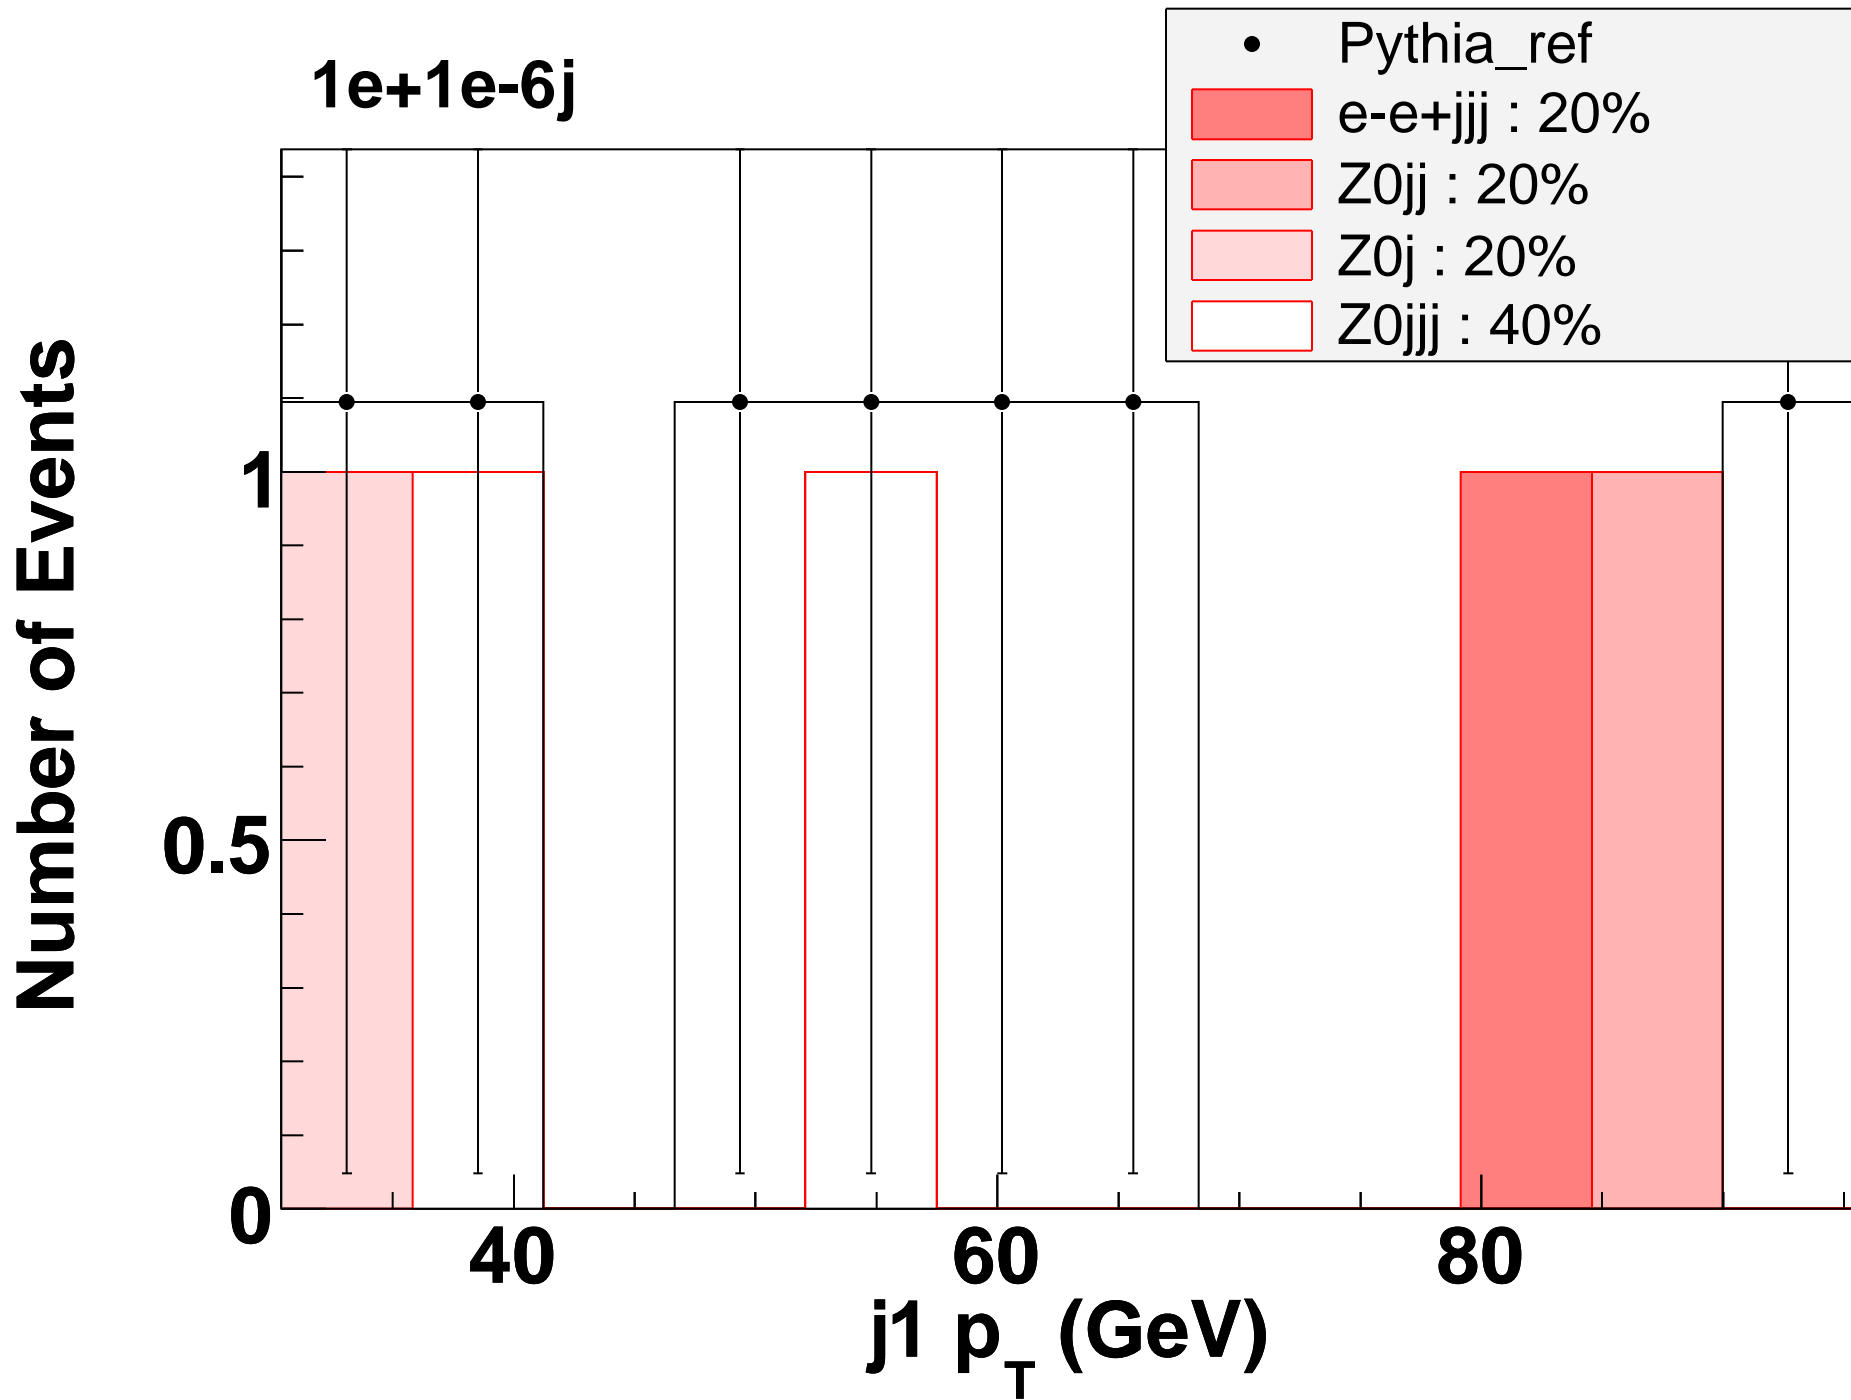 1e+1e-6j
Pythia_ref
e-e+jjj : 20%
Z0jj : 20%
Z0j : 20%
Z0jjj : 40%
Number of Events
1
0.5
0
40 60 80
j1 p_T (GeV)